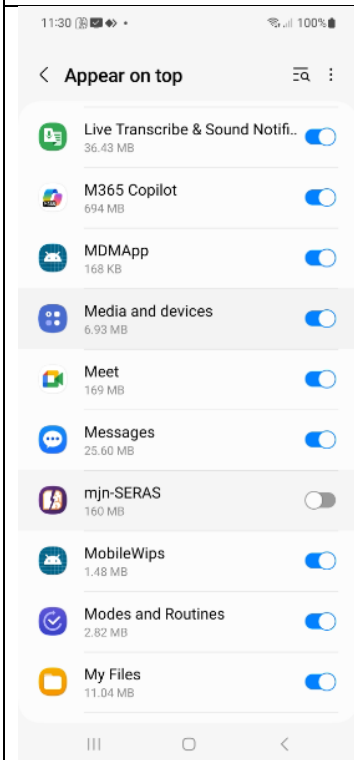 11:30 100%
Appear on top
Live Transcribe & Sound Notifi..
36.43 MB
M365 Copilot
694 MB
MDMApp
168 KB
Media and devices
6.93 MB
Meet
169 MB
Messages
25.60 MB
mjn-SERAS
160 MB
MobileWips
1.48 MB
Modes and Routines
2.82 MB
My Files
11.04 MB